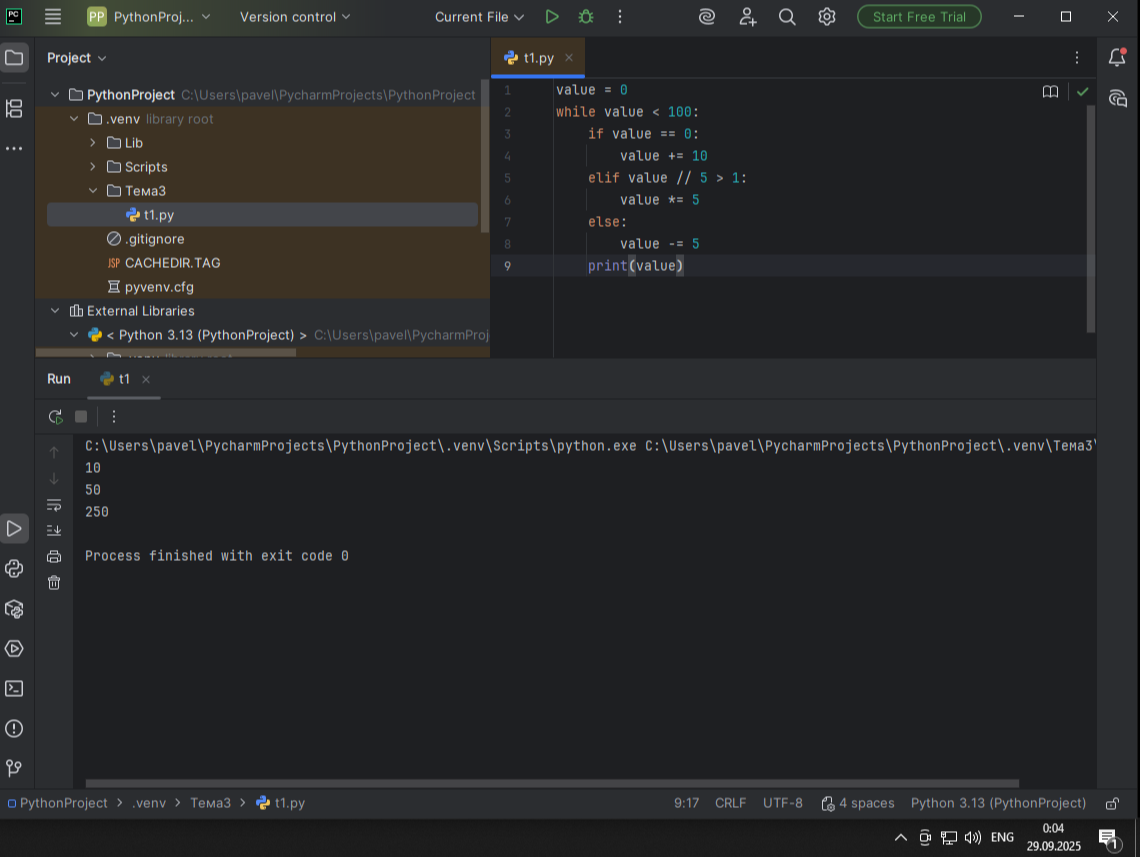 PC PP PythonProj... Version control Current File Start Free Trial
Project
PythonProject C:\Users\pavel\PycharmProjects\PythonProject
.venv library root
Lib
Scripts
Тема3
t1.py
.gitignore
JSP CACHEDIR.TAG
pyvenv.cfg
External Libraries
< Python 3.13 (PythonProject) > C:\Users\pavel\PycharmProj
.venv library root
t1.py
1 value = 0
2 while value < 100:
3 if value == 0:
4 value += 10
5 elif value // 5 > 1:
6 value *= 5
7 else:
8 value -= 5
9 print(value)
Run t1
C:\Users\pavel\PycharmProjects\PythonProject\.venv\Scripts\python.exe C:\Users\pavel\PycharmProjects\PythonProject\.venv\Тема3\
10
50
250
Process finished with exit code 0
PythonProject > .venv > Тема3 > t1.py 9:17 CRLF UTF-8 4 spaces Python 3.13 (PythonProject)
ENG 0:04
29.09.2025
1